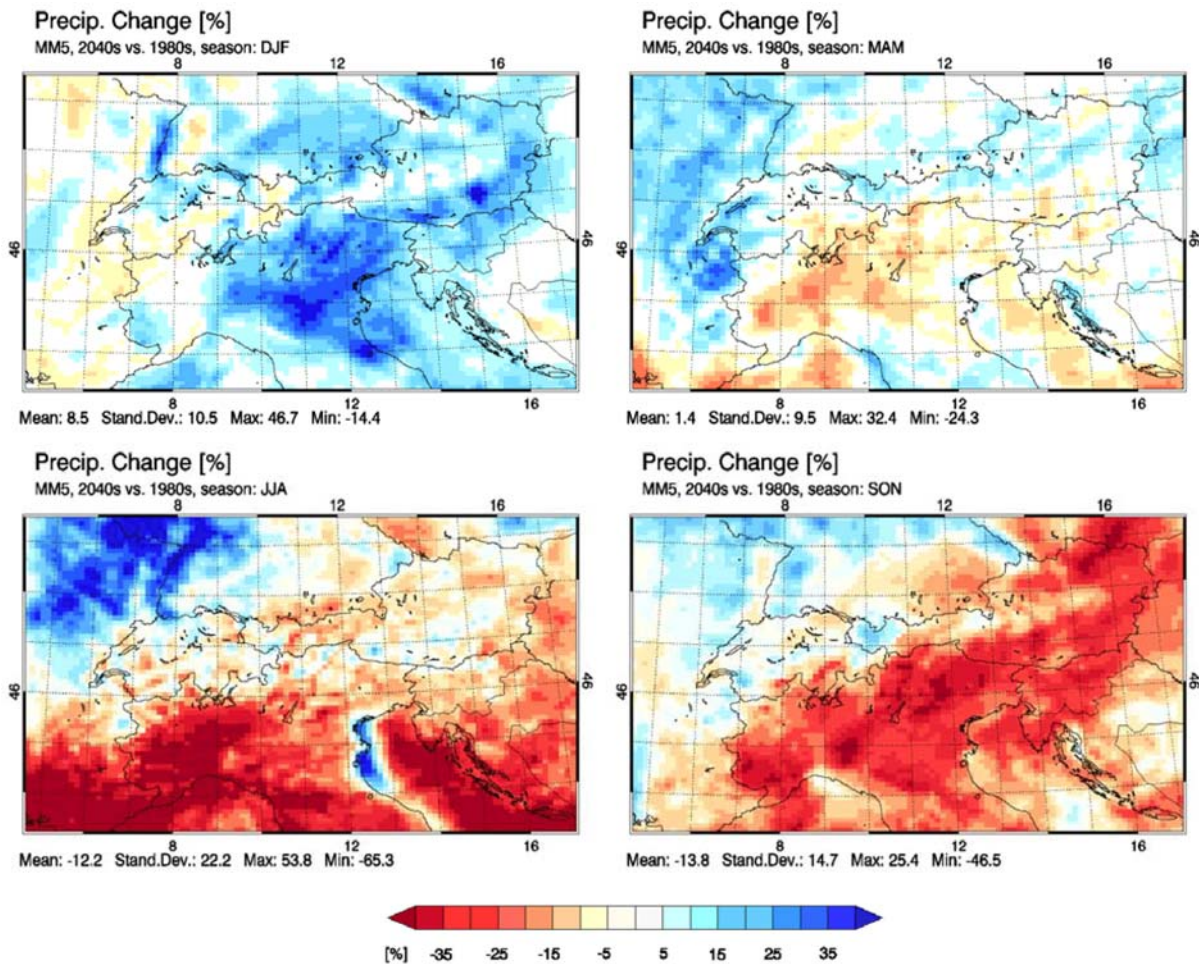 Precip. Change [%]
MM5, 2040s vs. 1980s, season: DJF
8 12 16
46
8 12 16
Mean: 8.5 Stand.Dev.: 10.5 Max: 46.7 Min: -14.4
Precip. Change [%]
MM5, 2040s vs. 1980s, season: MAM
8 12 16
46
8 12 16
Mean: 1.4 Stand.Dev.: 9.5 Max: 32.4 Min: -24.3
Precip. Change [%]
MM5, 2040s vs. 1980s, season: JJA
8 12 16
46 46
8 12 16
Mean: -12.2 Stand.Dev.: 22.2 Max: 53.8 Min: -65.3
Precip. Change [%]
MM5, 2040s vs. 1980s, season: SON
8 12 16
46
8 12 16
Mean: -13.8 Stand.Dev.: 14.7 Max: 25.4 Min: -46.5
[%] -35 -25 -15 -5 5 15 25 35